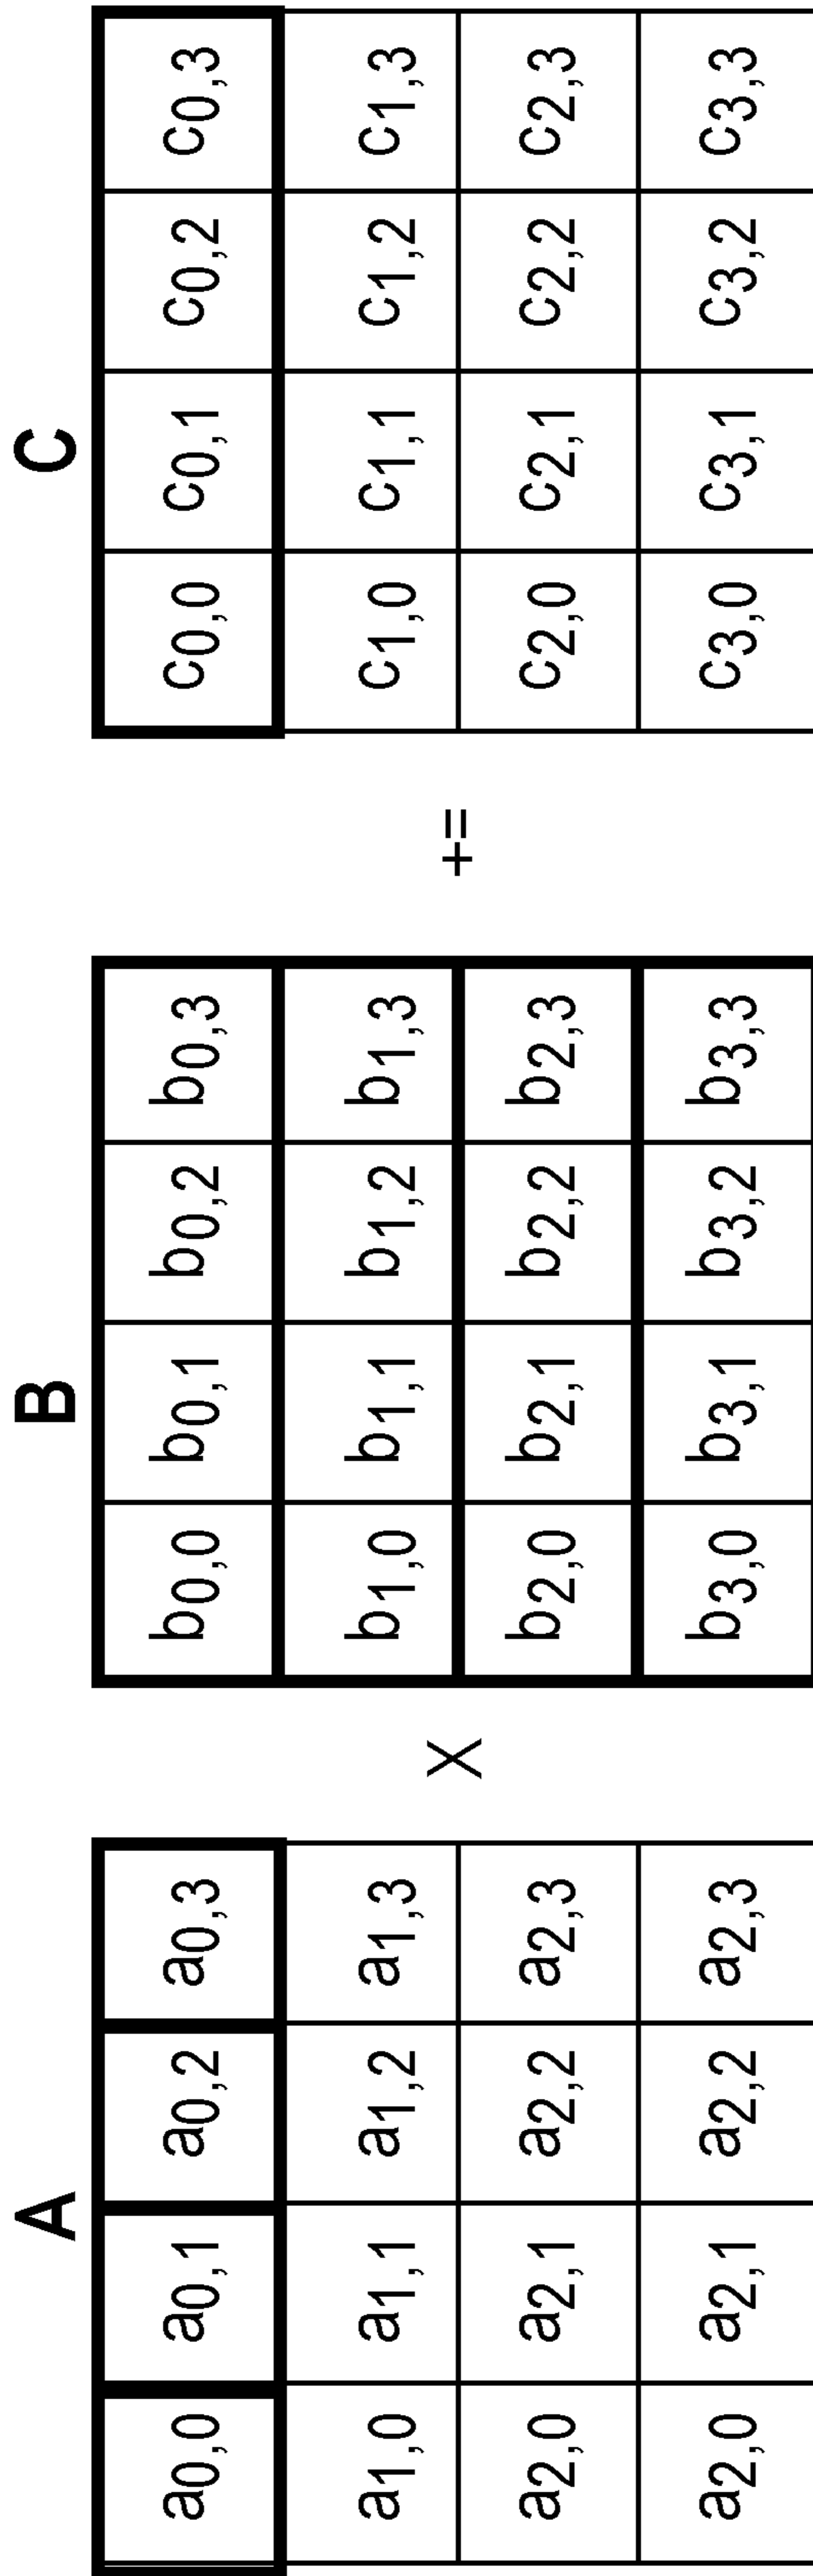 A B C
a0,0 a0,1 a0,2 a0,3 b0,0 b0,1 b0,2 b0,3 c0,0 c0,1 c0,2 c0,3
a1,0 a1,1 a1,2 a1,3 b1,0 b1,1 b1,2 b1,3 c1,0 c1,1 c1,2 c1,3
X +=
a2,0 a2,1 a2,2 a2,3 b2,0 b2,1 b2,2 b2,3 c2,0 c2,1 c2,2 c2,3
a2,0 a2,1 a2,2 a2,3 b3,0 b3,1 b3,2 b3,3 c3,0 c3,1 c3,2 c3,3